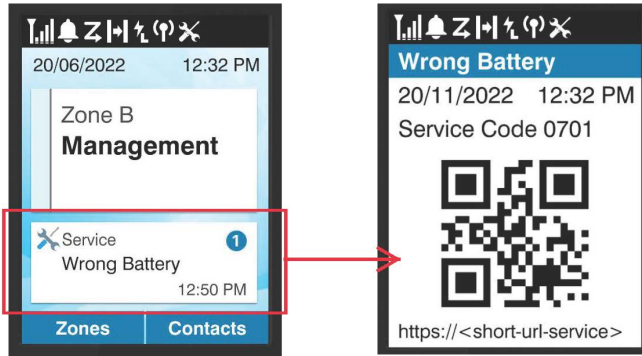 20/06/2022 12:32 PM
Zone B
Management
Service 1
Wrong Battery
12:50 PM
Zones Contacts
Wrong Battery
20/11/2022 12:32 PM
Service Code 0701
https://<short-url-service>